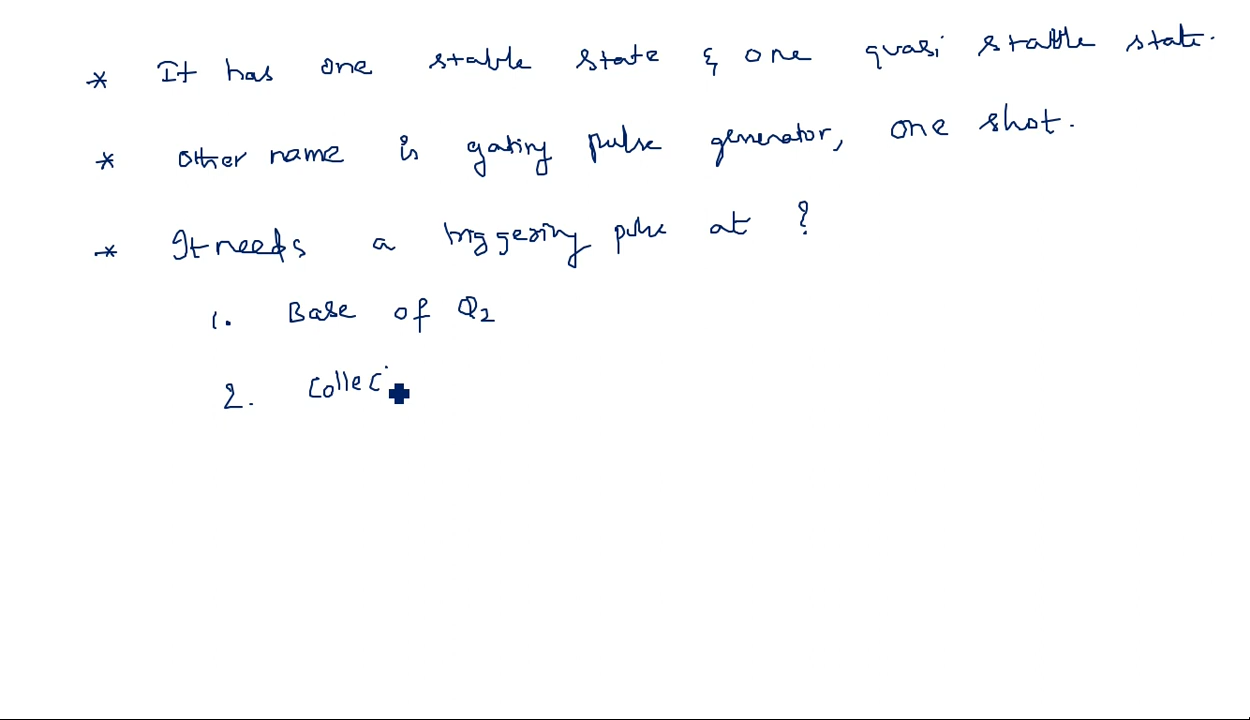 * It has one stable state & one quasi stable state.
* Other name is gating pulse generator, one shot.
* It needs a triggering pulse at ?
1. Base of Q2
2. Collec